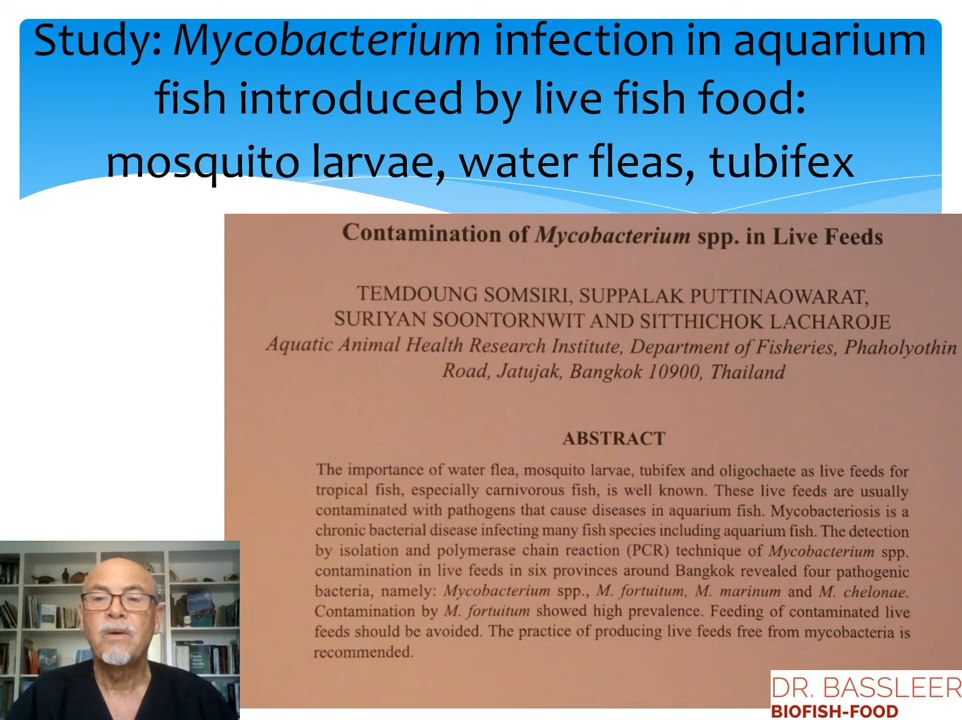 Study: Mycobacterium infection in aquarium
fish introduced by live fish food:
mosquito larvae, water fleas, tubifex
Contamination of Mycobacterium spp. in Live Feeds
TEMDOUNG SOMSIRI, SUPPALAK PUTTINAOWARAT,
SURIYAN SOONTORNWIT AND SITTHICHOK LACHAROJE
Aquatic Animal Health Research Institute, Department of Fisheries, Phaholyothin
Road, Jatujak, Bangkok 10900, Thailand
ABSTRACT
The importance of water flea, mosquito larvae, tubifex and oligochaete as live feeds for
tropical fish, especially carnivorous fish, is well known. These live feeds are usually
contaminated with pathogens that cause diseases in aquarium fish. Mycobacteriosis is a
chronic bacterial disease infecting many fish species including aquarium fish. The detection
by isolation and polymerase chain reaction (PCR) technique of Mycobacterium spp.
contamination in live feeds in six provinces around Bangkok revealed four pathogenic
bacteria, namely: Mycobacterium spp., M. fortuitum, M. marinum and M. chelonae.
Contamination by M. fortuitum showed high prevalence. Feeding of contaminated live
feeds should be avoided. The practice of producing live feeds free from mycobacteria is
recommended.
DR. BASSLEER
BIOFISH-FOOD